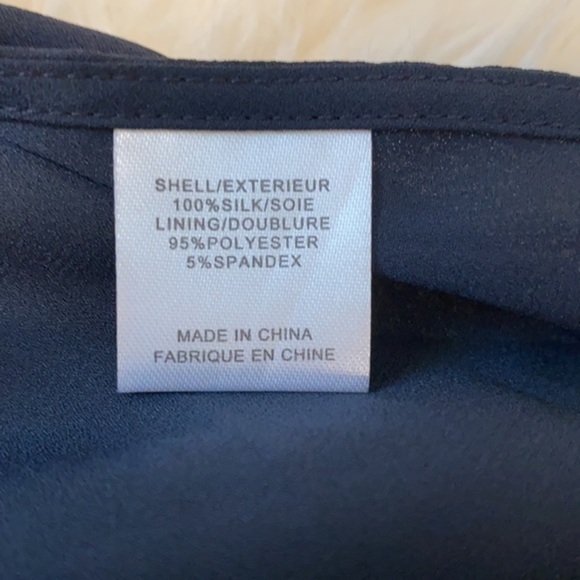 SHELL/EXTERIEUR
100%SILK/SOIE
LINING/DOUBLURE
95%POLYESTER
5%SPANDEX
MADE IN CHINA
FABRIQUE EN CHINE